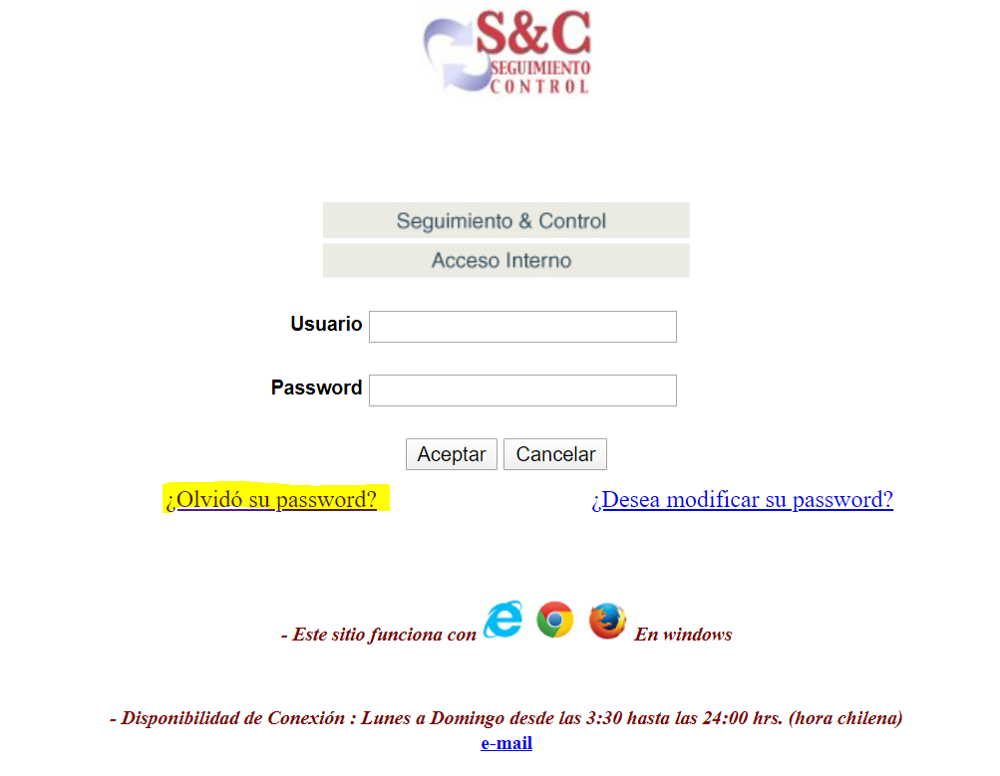 S&C
SEGUIMIENTO
CONTROL
Seguimiento & Control
Acceso Interno
Usuario
Password
Aceptar Cancelar
¿Olvidó su password? ¿Desea modificar su password?
- Este sitio funciona con En windows
- Disponibilidad de Conexión : Lunes a Domingo desde las 3:30 hasta las 24:00 hrs. (hora chilena)
e-mail